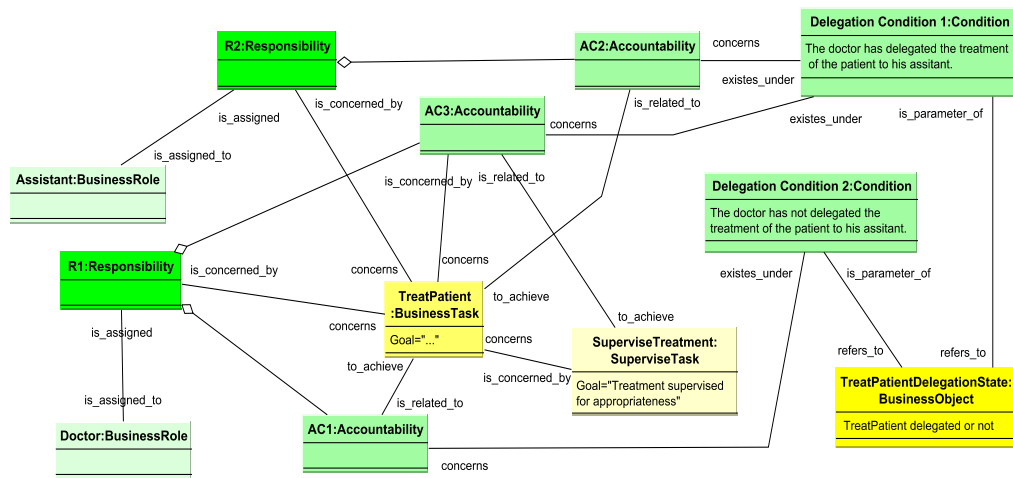 R2:Responsibility
AC2:Accountability
concerns
Delegation Condition 1:Condition
The doctor has delegated the treatment
of the patient to his assitant.
existes_under
is_assigned
is_concerned_by
AC3:Accountability
is_related_to
concerns
existes_under
is_parameter_of
is_assigned_to
Assistant:BusinessRole
is_concerned_by
is_related_to
Delegation Condition 2:Condition
The doctor has not delegated the
treatment of the patient to his assitant.
R1:Responsibility
is_concerned_by
concerns
concerns
existes_under
is_parameter_of
TreatPatient
:BusinessTask
Goal="..."
to_achieve
is_assigned
concerns
concerns
to_achieve
SuperviseTreatment:
SuperviseTask
Goal="Treatment supervised
for appropriateness"
refers_to
refers_to
to_achieve
is_concerned_by
TreatPatientDelegationState:
BusinessObject
TreatPatient delegated or not
is_assigned_to
is_related_to
Doctor:BusinessRole
AC1:Accountability
concerns